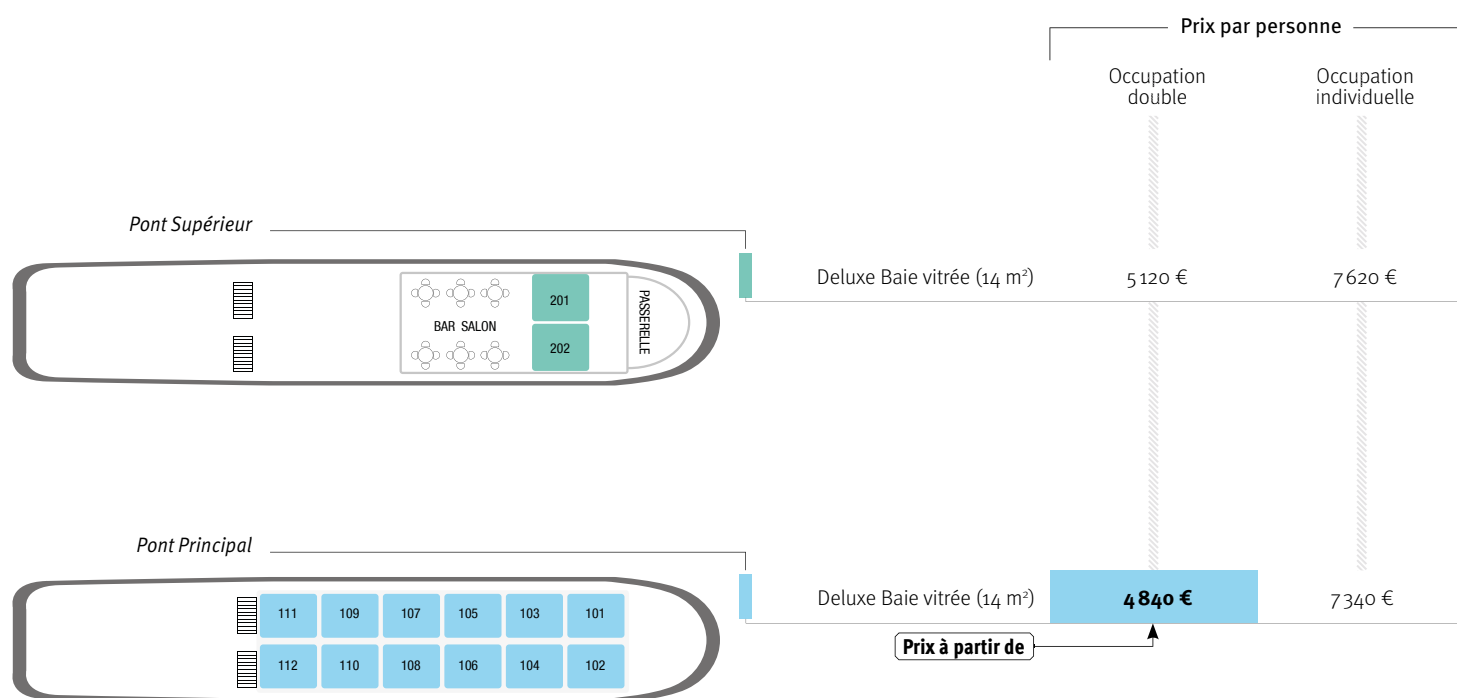 Prix par personne
Occupation
double
Occupation
individuelle
Pont Supérieur
Deluxe Baie vitrée (14 m²) 5 120 € 7 620 €
201
BAR SALON
202
PASSERELLE
Pont Principal
Deluxe Baie vitrée (14 m²) 4 840 € 7 340 €
Prix à partir de
111 109 107 105 103 101
112 110 108 106 104 102